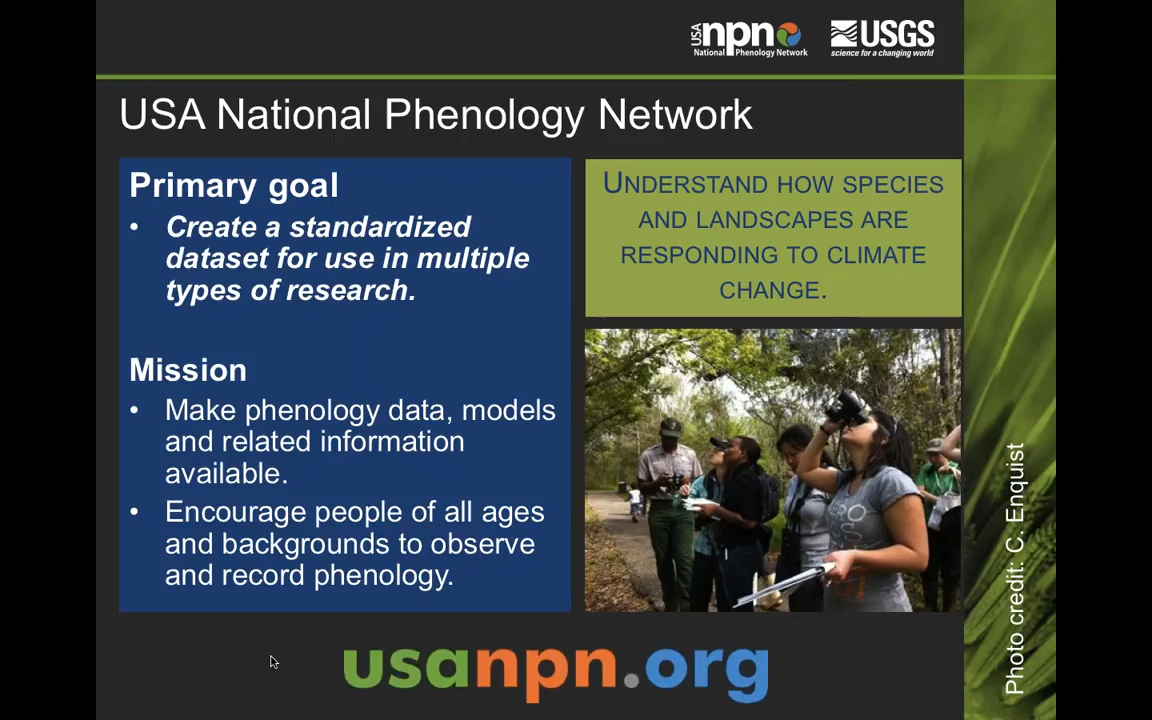 USA npn
National Phenology Network
USGS
science for a changing world
USA National Phenology Network
Primary goal
• Create a standardized
dataset for use in multiple
types of research.
Mission
• Make phenology data, models
and related information
available.
• Encourage people of all ages
and backgrounds to observe
and record phenology.
UNDERSTAND HOW SPECIES
AND LANDSCAPES ARE
RESPONDING TO CLIMATE
CHANGE.
Photo credit: C. Enquist
usanpn.org